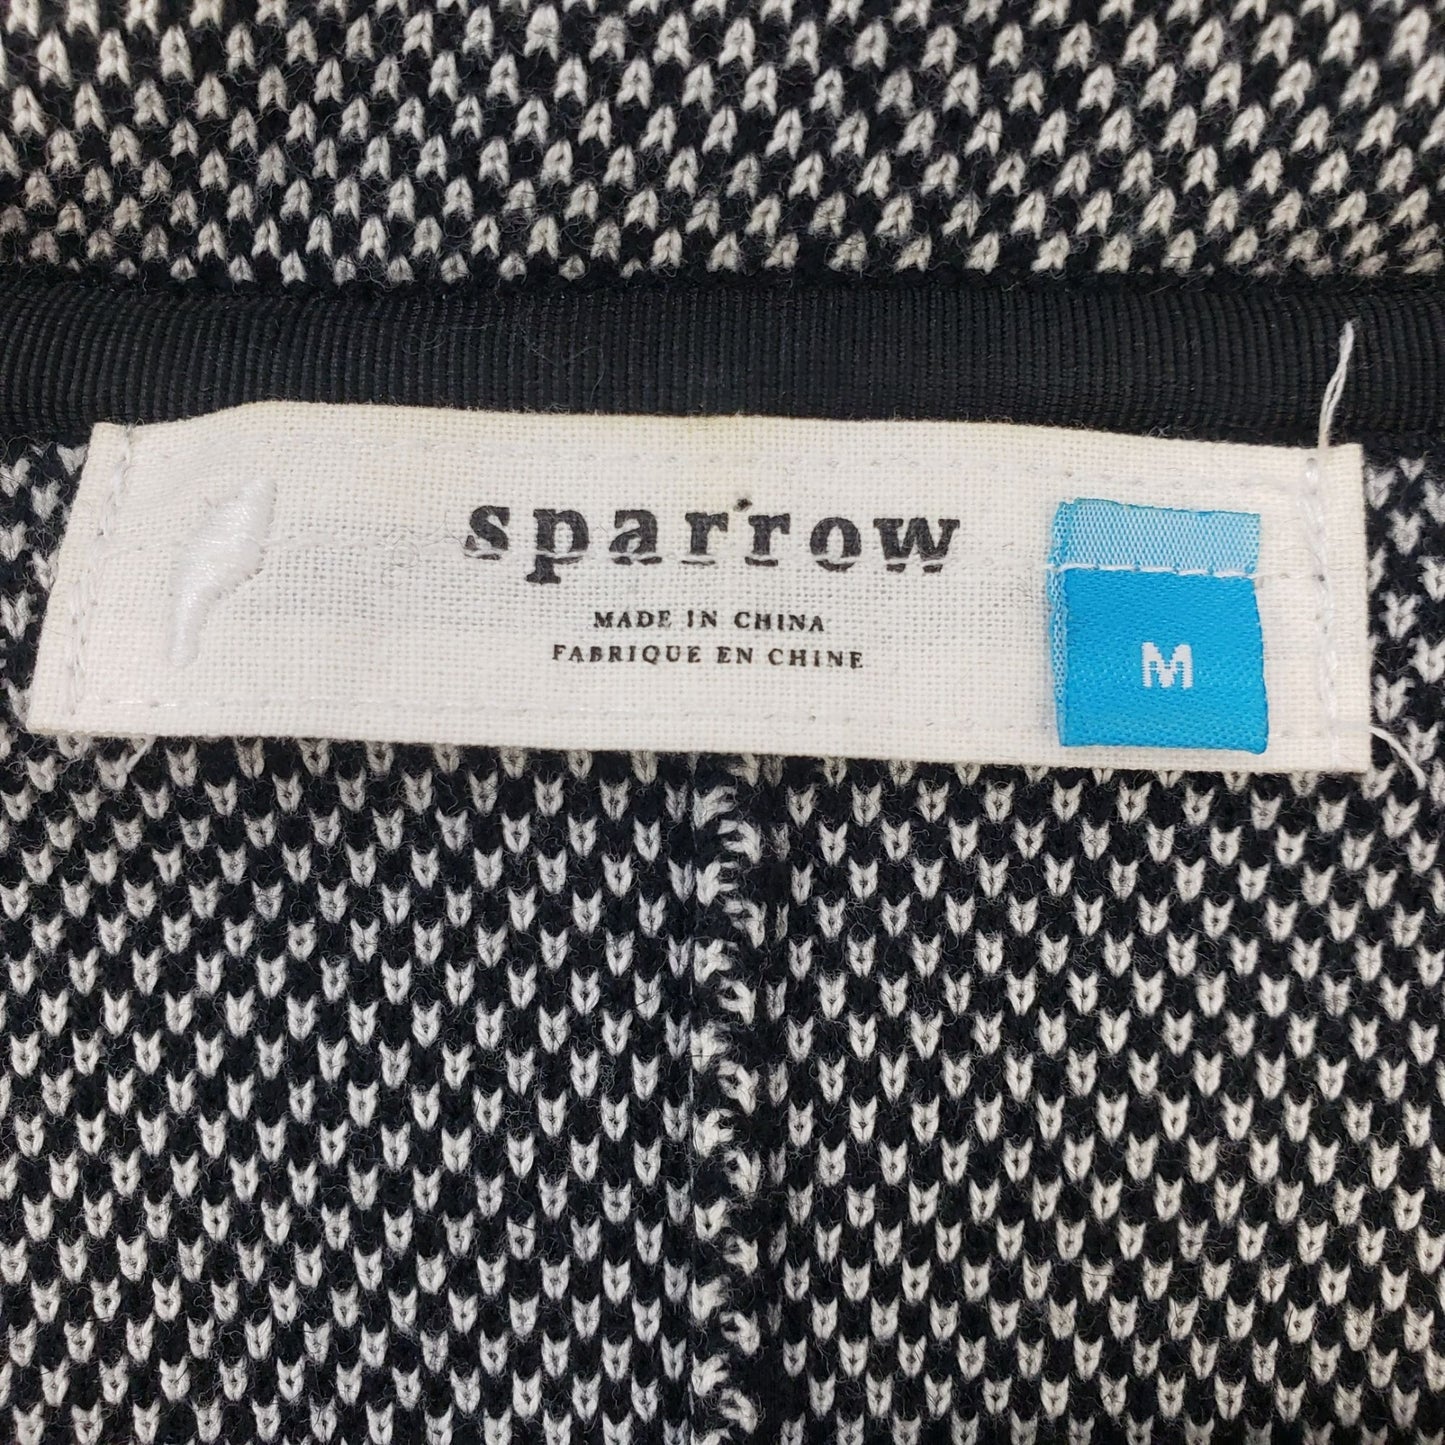 sparrow
MADE IN CHINA
FABRIQUE EN CHINE
M